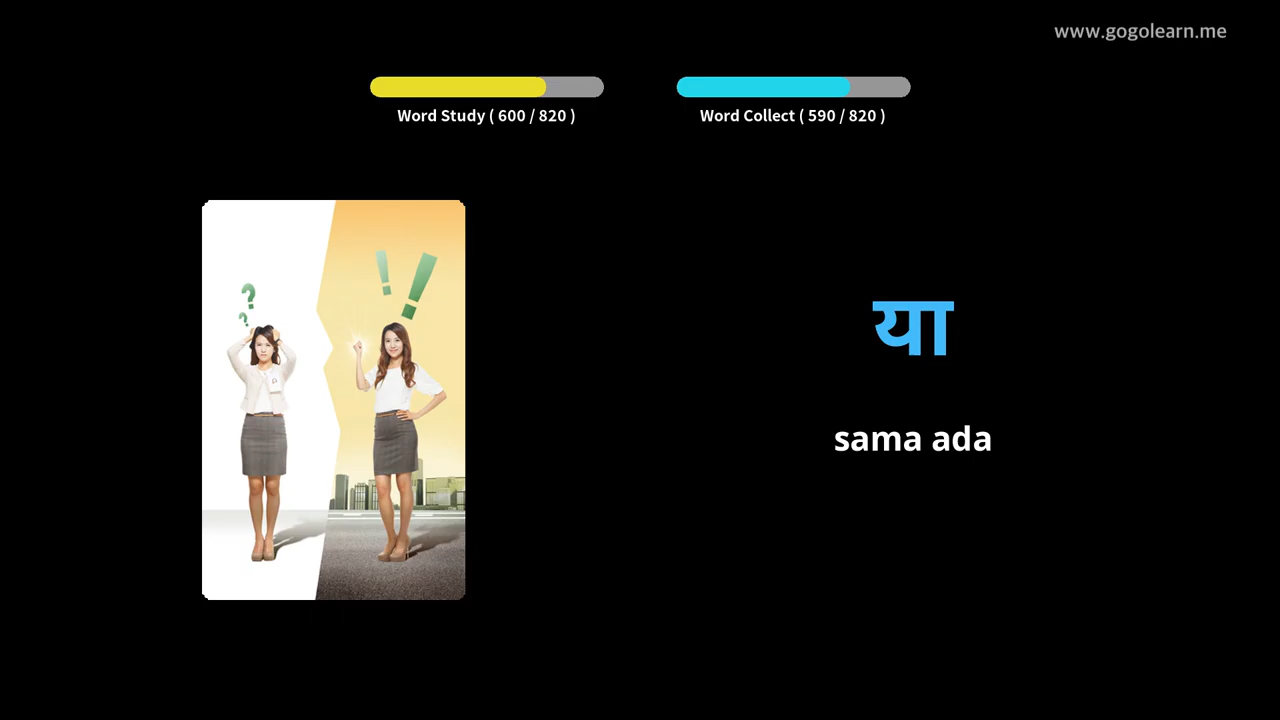 www.gogolearn.me
Word Study ( 600 / 820 )
Word Collect ( 590 / 820 )
? ?
! !
या
sama ada